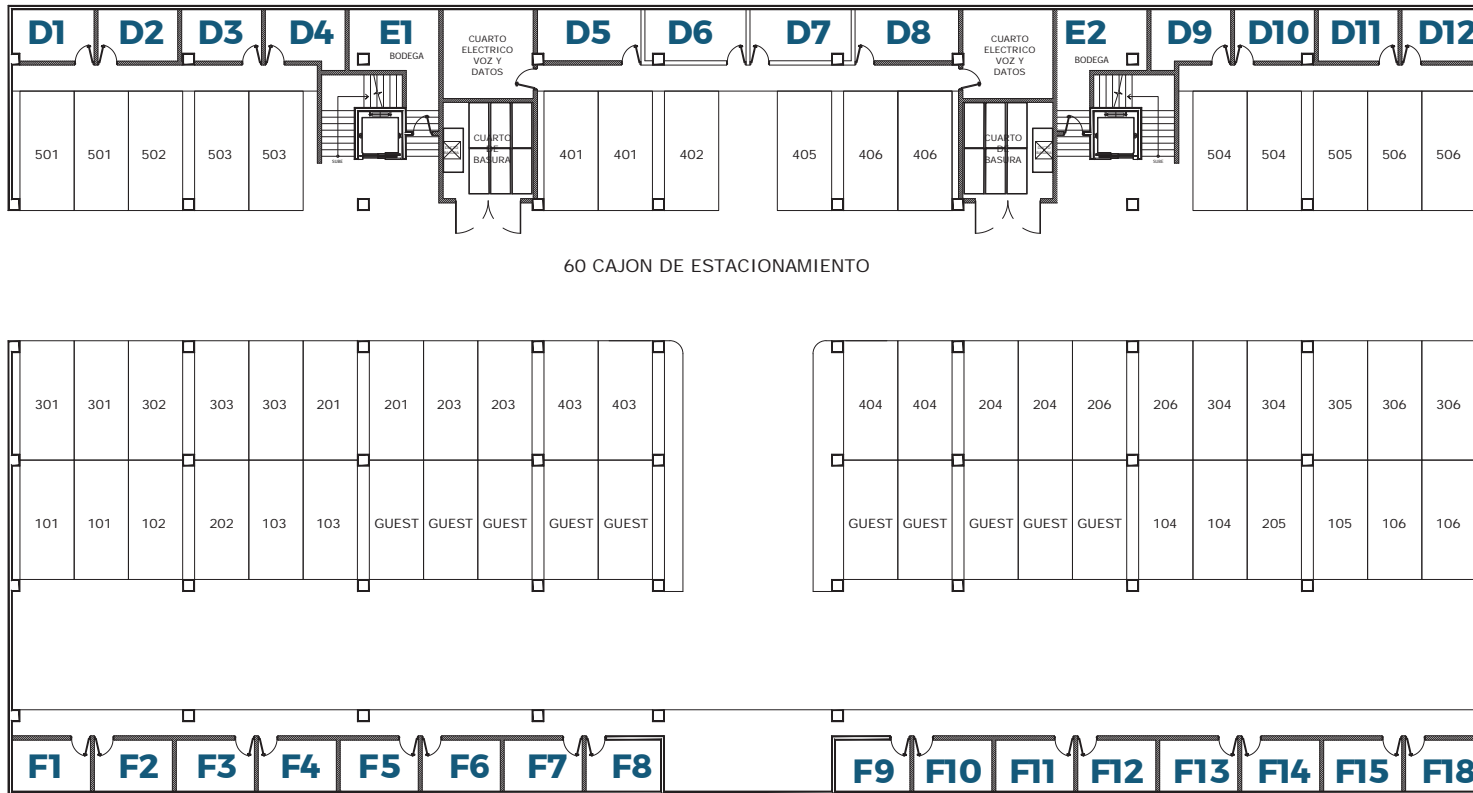 D1 D2 D3 D4 E1 D5 D6 D7 D8 E2 D9 D10 D11 D12
BODEGA
CUARTO
ELECTRICO
VOZ Y
DATOS
CUARTO
ELECTRICO
VOZ Y
DATOS
BODEGA
CUARTO
DE
BASURA
CUARTO
DE
BASURA
501 501 502 503 503 401 401 402 405 406 406 504 504 505 506 506
SUBE
SUBE
60 CAJON DE ESTACIONAMIENTO
301 301 302 303 303 201 201 203 203 403 403 404 404 204 204 206 206 304 304 305 306 306
101 101 102 202 103 103 GUEST GUEST GUEST GUEST GUEST GUEST GUEST GUEST GUEST GUEST 104 104 205 105 106 106
F1 F2 F3 F4 F5 F6 F7 F8 F9 F10 F11 F12 F13 F14 F15 F18